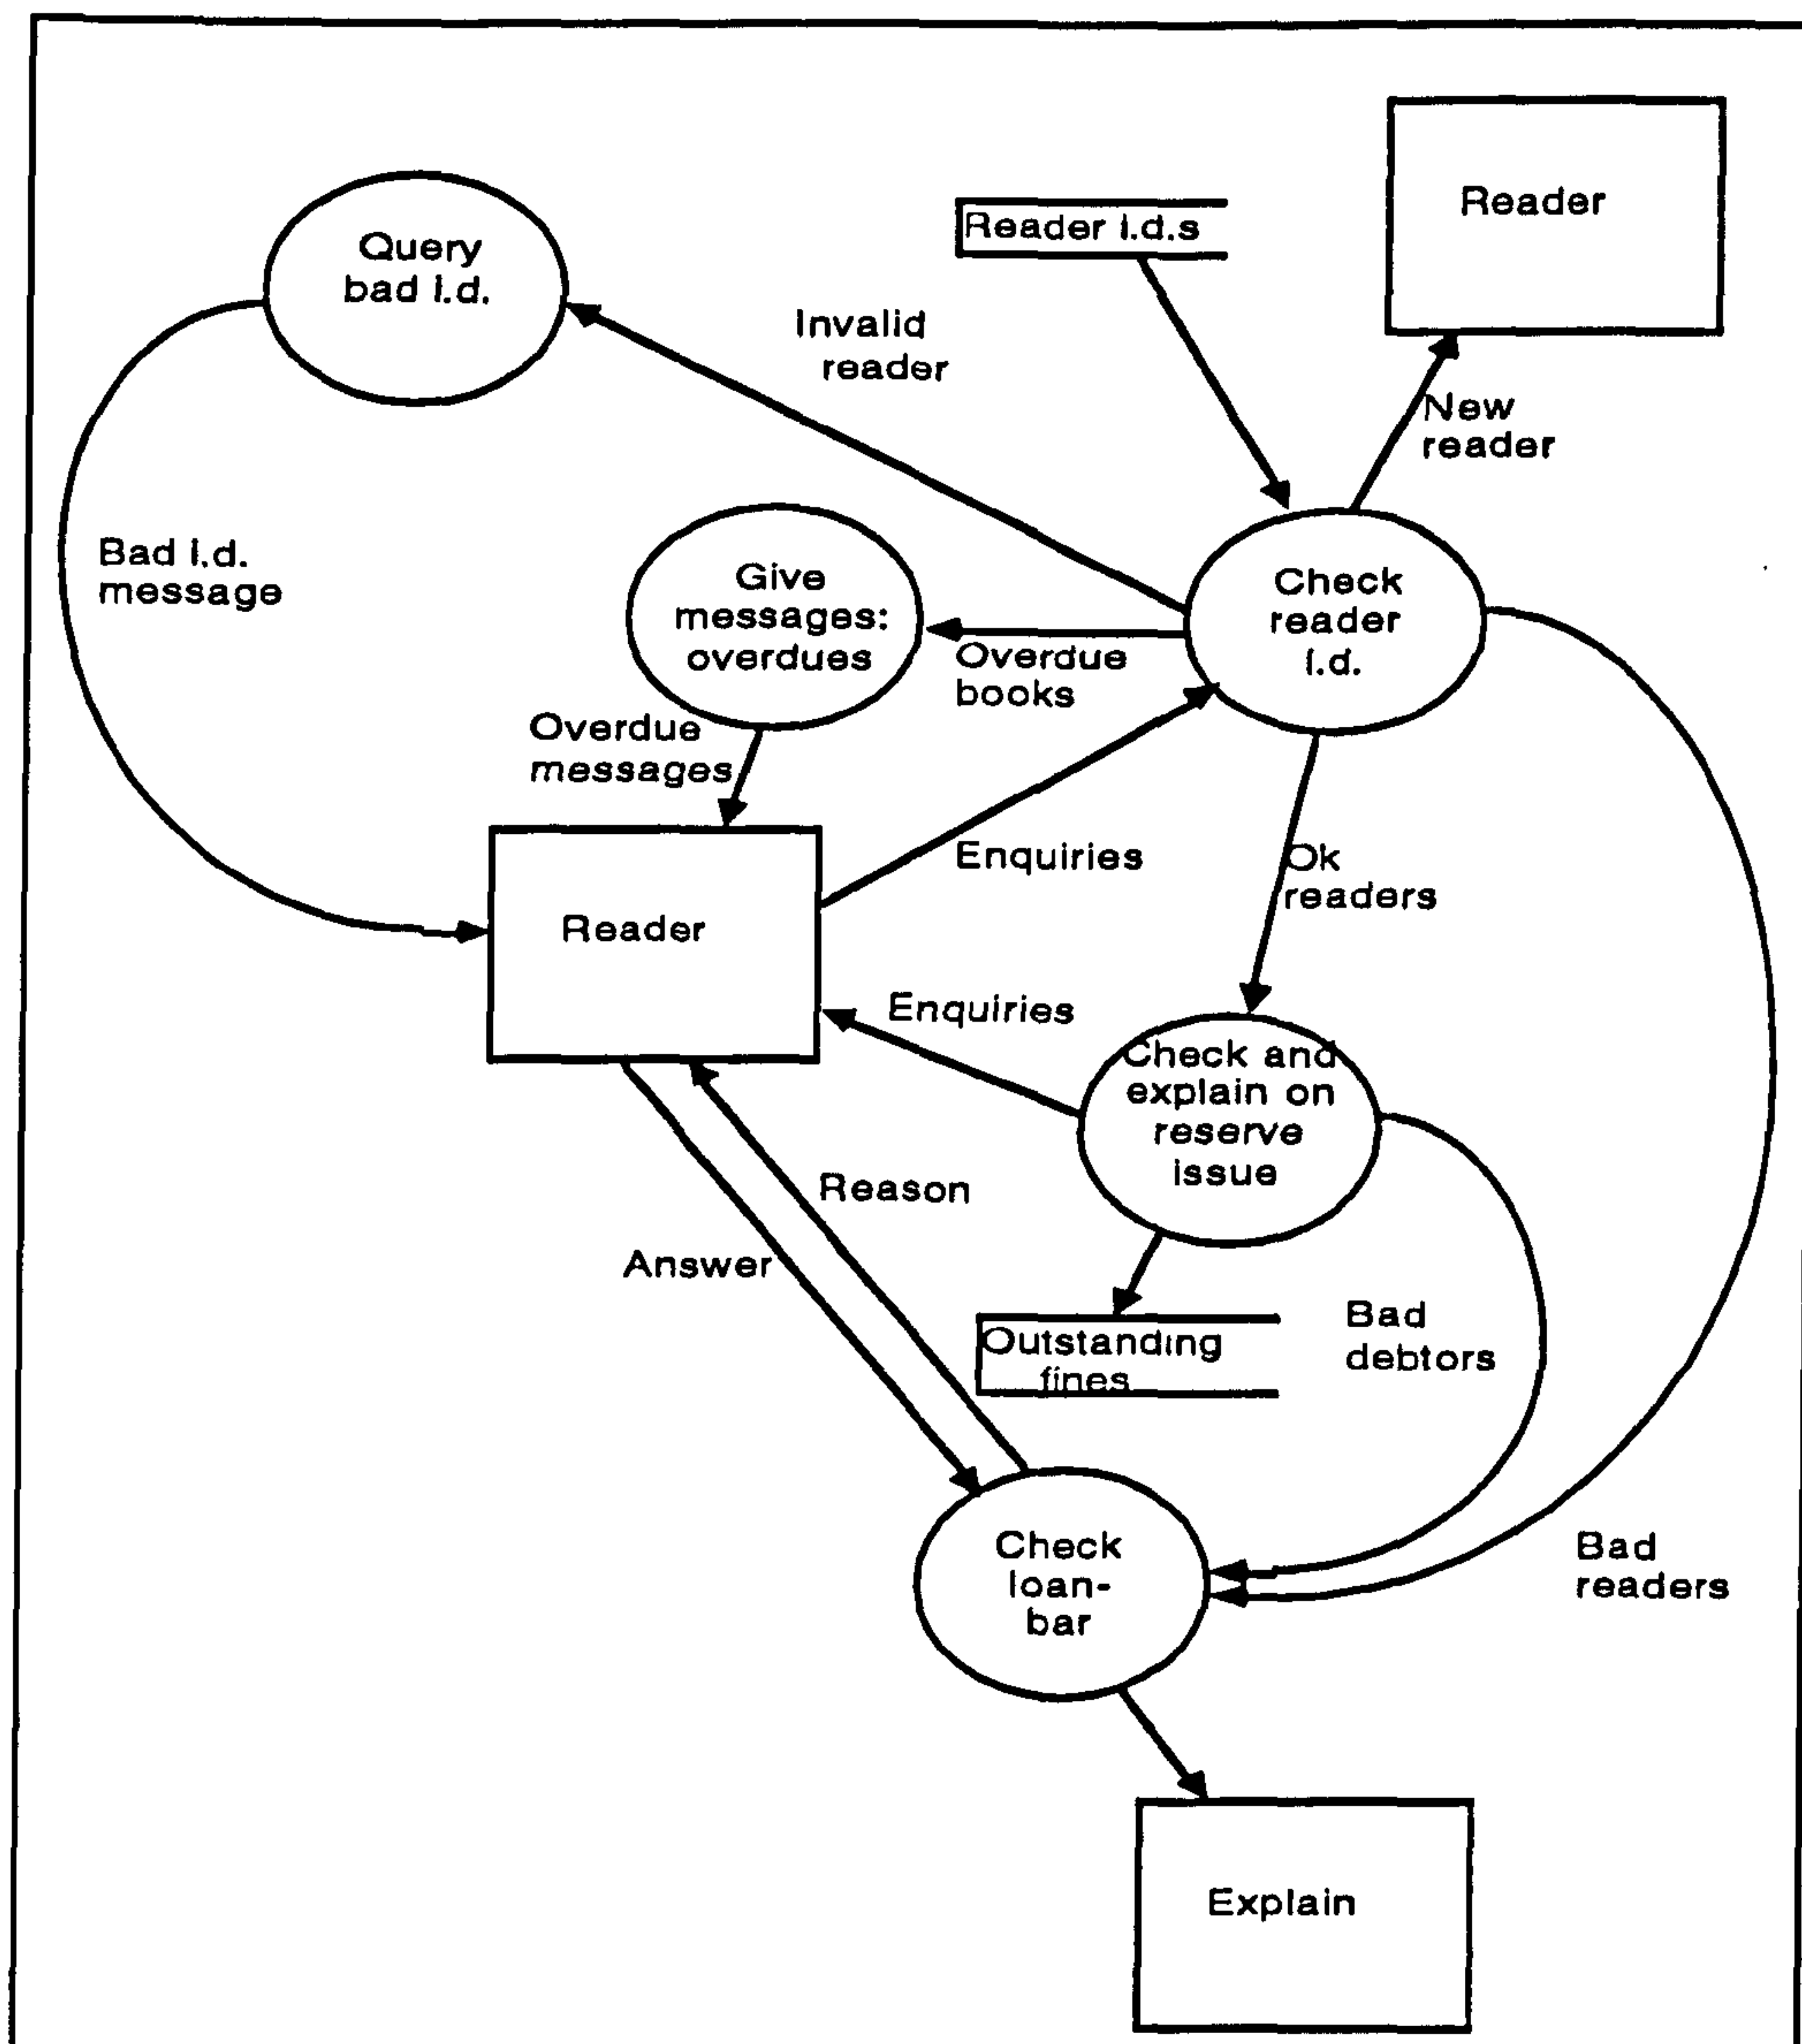 Reader
Reader i.d.s
Query
bad i.d.
Invalid
reader
New
reader
Bad i.d.
message
Give
messages:
overdues
Check
reader
i.d.
Overdue
books
Overdue
messages
Enquiries
Ok
readers
Reader
Enquiries
Check and
explain on
reserve
issue
Reason
Answer
Outstanding
fines
Bad
debtors
Check
loan-
bar
Bad
readers
Explain